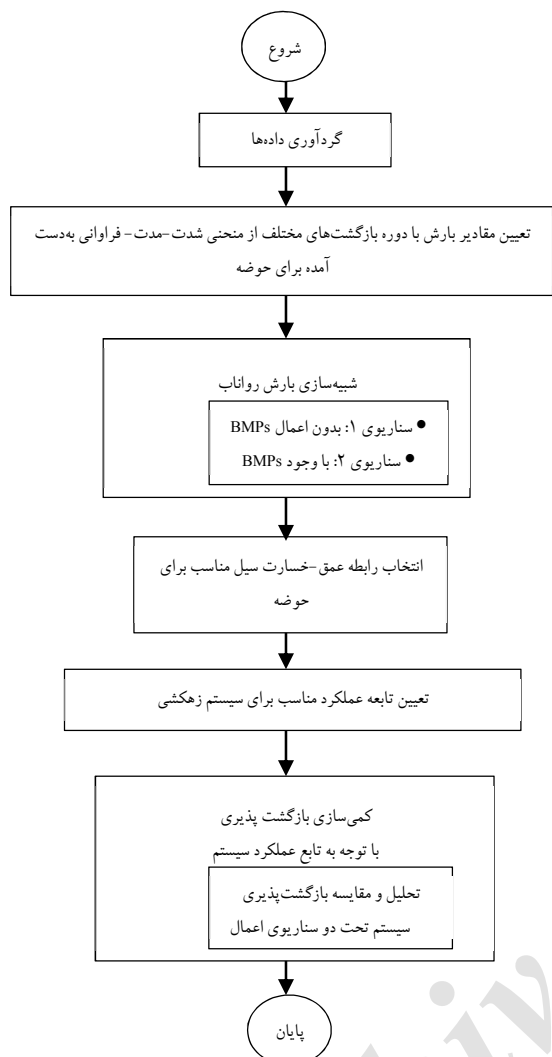 شروع
گردآوری داده‌ها
تعیین مقادیر بارش با دوره بازگشت‌های مختلف از منحنی شدت-مدت- فراوانی به‌دست
آمده برای حوضه
شبیه‌سازی بارش رواناب
● سناریوی ۱: بدون اعمال BMPs
● سناریوی ۲: با وجود BMPs
انتخاب رابطه عمق-خسارت سیل مناسب برای
حوضه
تعیین تابعه عملکرد مناسب برای سیستم زهکشی
کمی‌سازی بازگشت پذیری
با توجه به تابع عملکرد سیستم
تحلیل و مقایسه بازگشت‌پذیری
سیستم تحت دو سناریوی اعمال
پایان